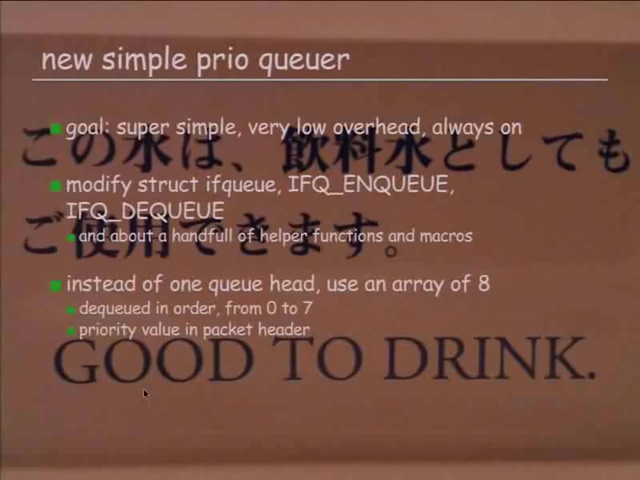 new simple prio queuer
goal: super simple, very low overhead, always on
この水は、飲料水としても
modify struct ifqueue, IFQ_ENQUEUE,
IFQ_DEQUEUE
ご使用できます。
and about a handfull of helper functions and macros
instead of one queue head, use an array of 8
dequeued in order, from 0 to 7
priority value in packet header
GOOD TO DRINK.